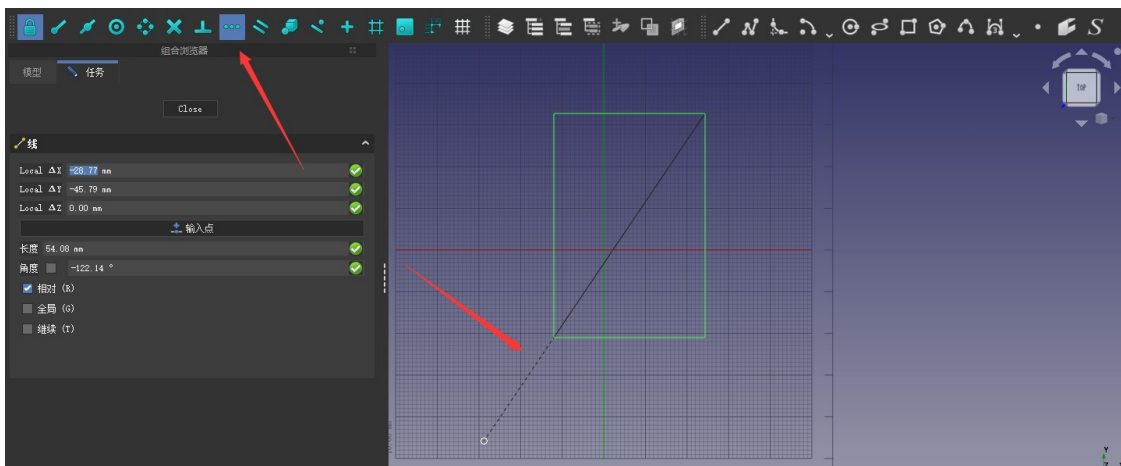 组合浏览器
模型
任务
Close
线
Local ΔX -28.77 mm
Local ΔY -45.79 mm
Local ΔZ 0.00 mm
输入点
长度 54.08 mm
角度 -122.14 °
相对 (R)
全局 (G)
继续 (T)
TOP
S
Y